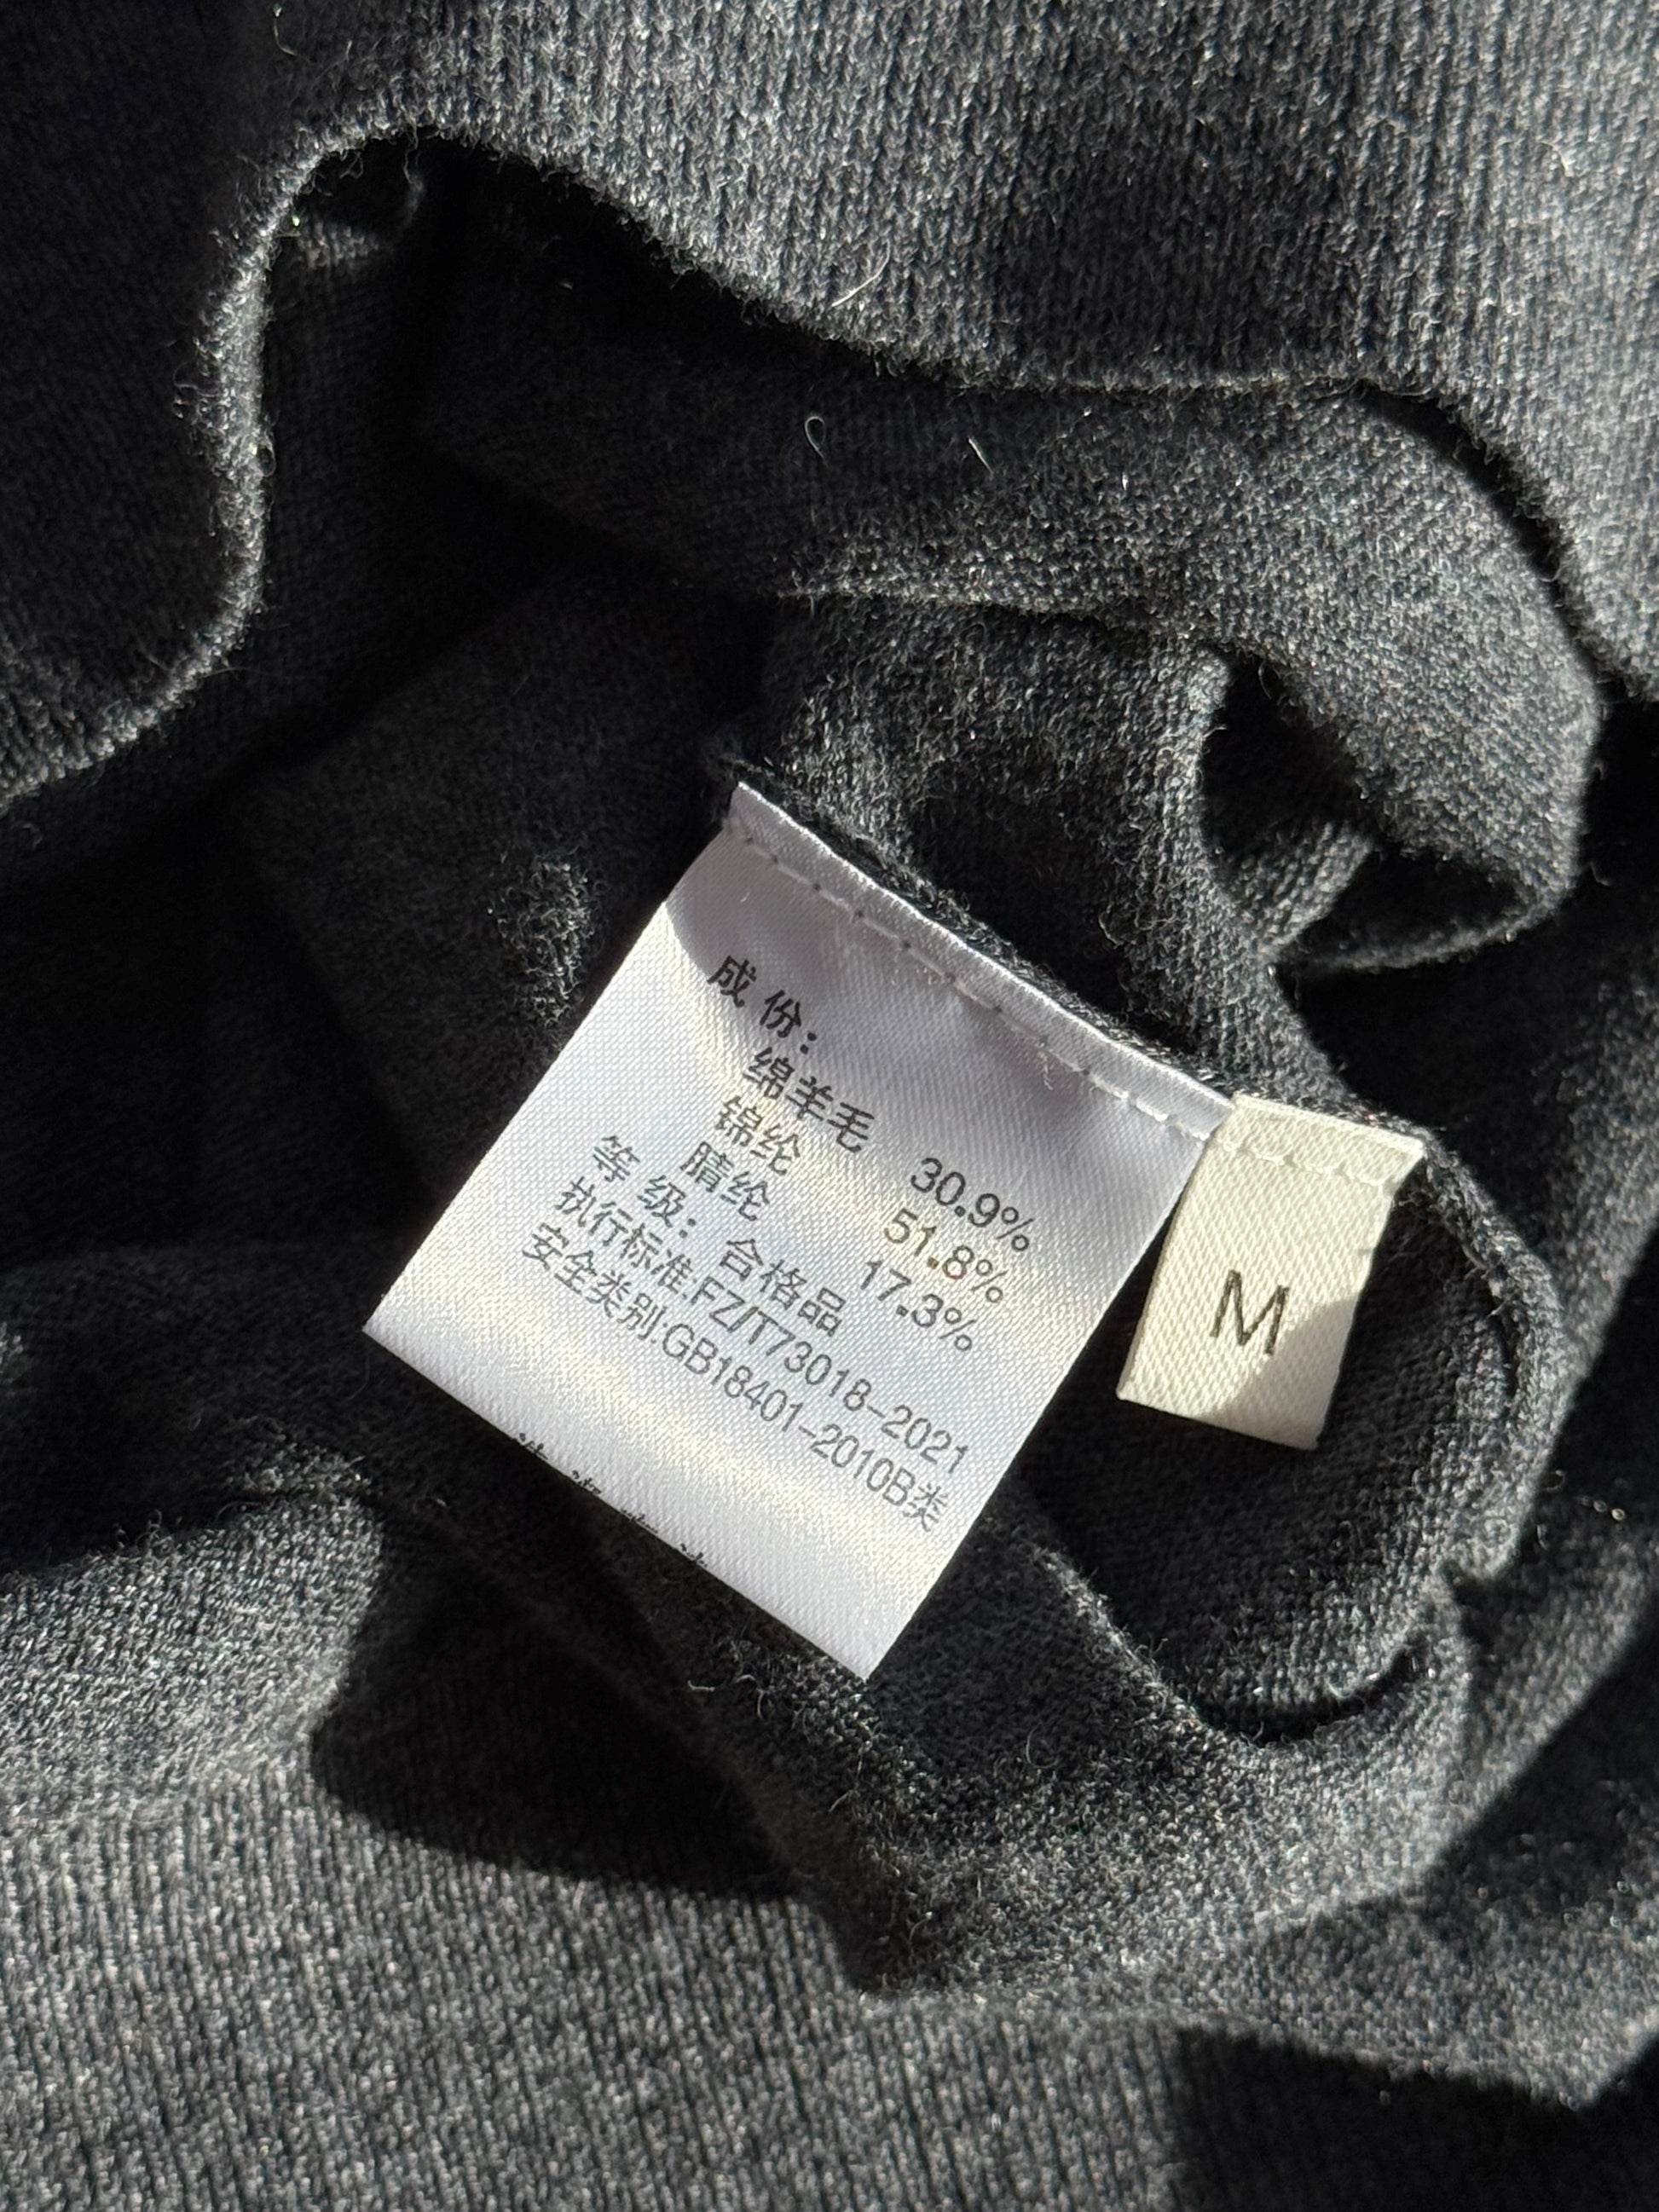 成 份:
绵羊毛 30.9%
锦纶 51.8%
腈纶 17.3%
等 级: 合格品
执行标准:FZ/T73018-2021
安全类别:GB18401-2010B类
M